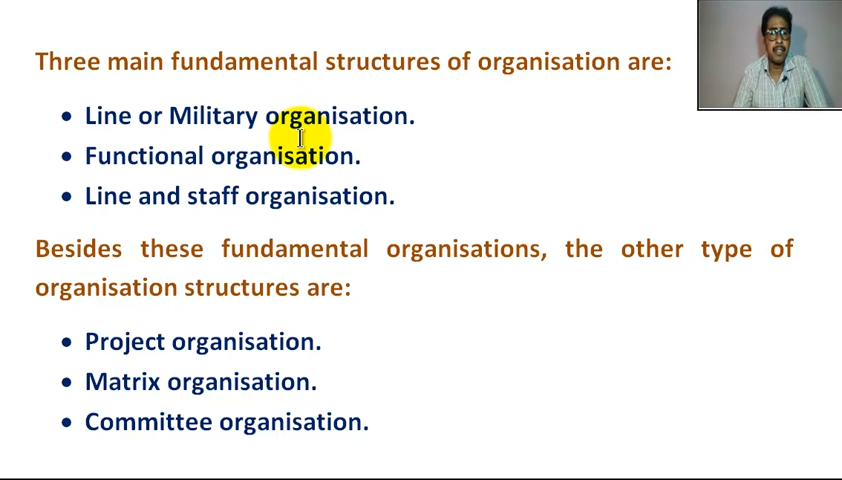 Three main fundamental structures of organisation are:
• Line or Military organisation.
• Functional organisation.
• Line and staff organisation.
Besides these fundamental organisations, the other type of
organisation structures are:
• Project organisation.
• Matrix organisation.
• Committee organisation.